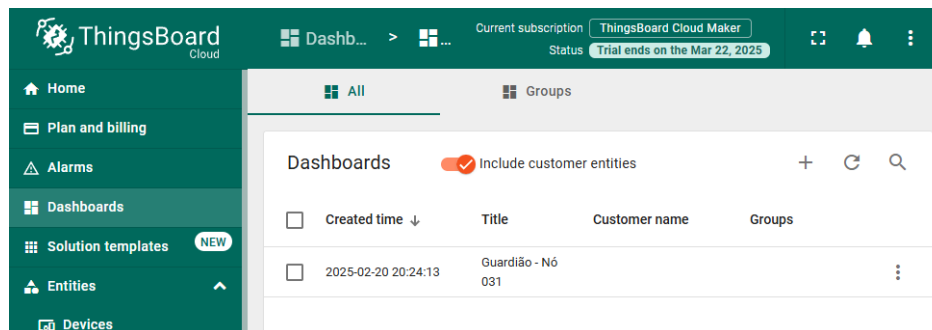 ThingsBoard
Cloud
Dashb... > ...
Current subscription ThingsBoard Cloud Maker
Status Trial ends on the Mar 22, 2025
Home
Plan and billing
Alarms
Dashboards
Solution templates NEW
Entities
Devices
All Groups
Dashboards Include customer entities
Created time ↓ Title Customer name Groups
2025-02-20 20:24:13 Guardião - Nó
031